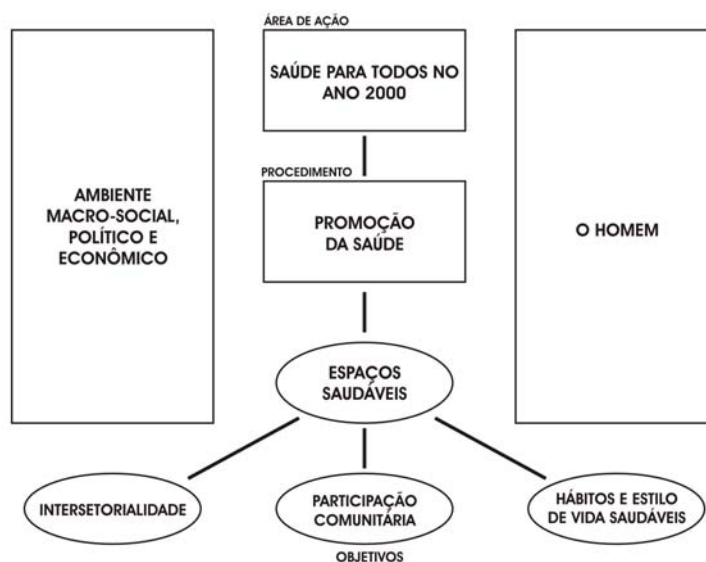 ÁREA DE AÇÃO
SAÚDE PARA TODOS NO
ANO 2000
PROCEDIMENTO
PROMOÇÃO
DA SAÚDE
AMBIENTE
MACRO-SOCIAL,
POLÍTICO E
ECONÔMICO
O HOMEM
ESPAÇOS
SAUDÁVEIS
INTERSETORIALIDADE
PARTICIPAÇÃO
COMUNITÁRIA
HÁBITOS E ESTILO
DE VIDA SAUDÁVEIS
OBJETIVOS